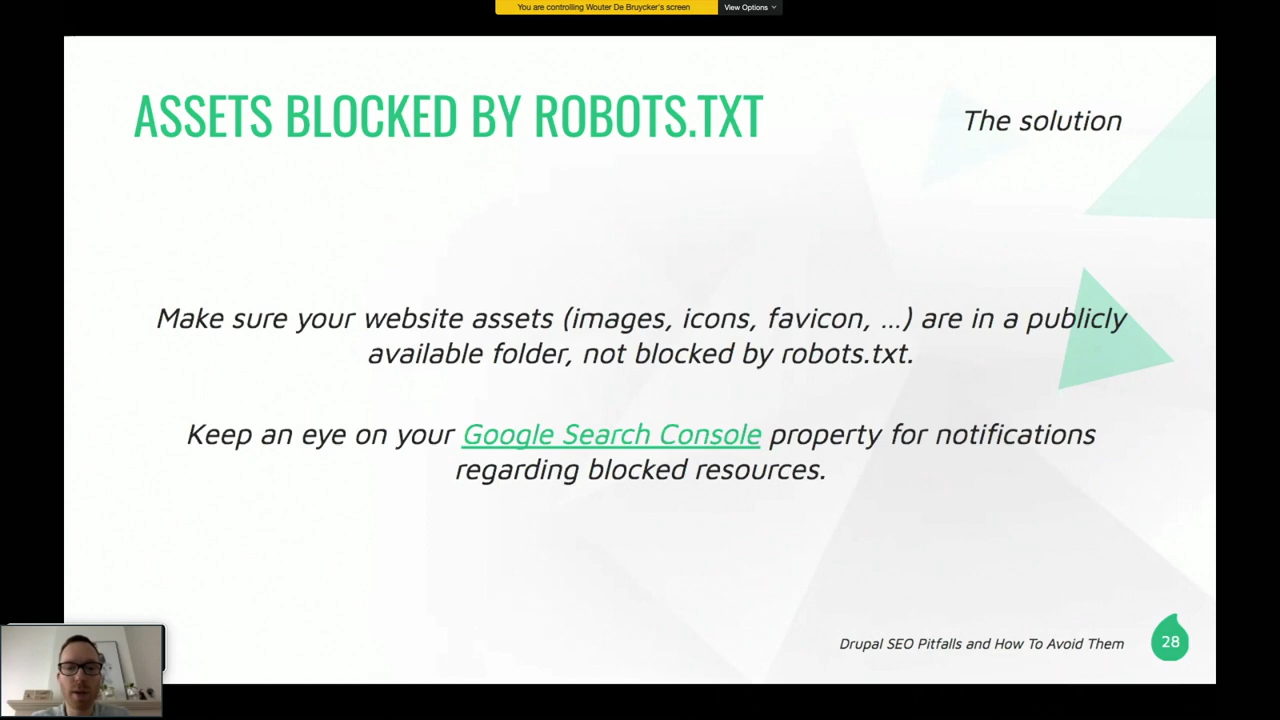 You are controlling Wouter De Bruycker's screen
View Options
ASSETS BLOCKED BY ROBOTS.TXT
The solution
Make sure your website assets (images, icons, favicon, ...) are in a publicly
available folder, not blocked by robots.txt.
Keep an eye on your Google Search Console property for notifications
regarding blocked resources.
Drupal SEO Pitfalls and How To Avoid Them
28